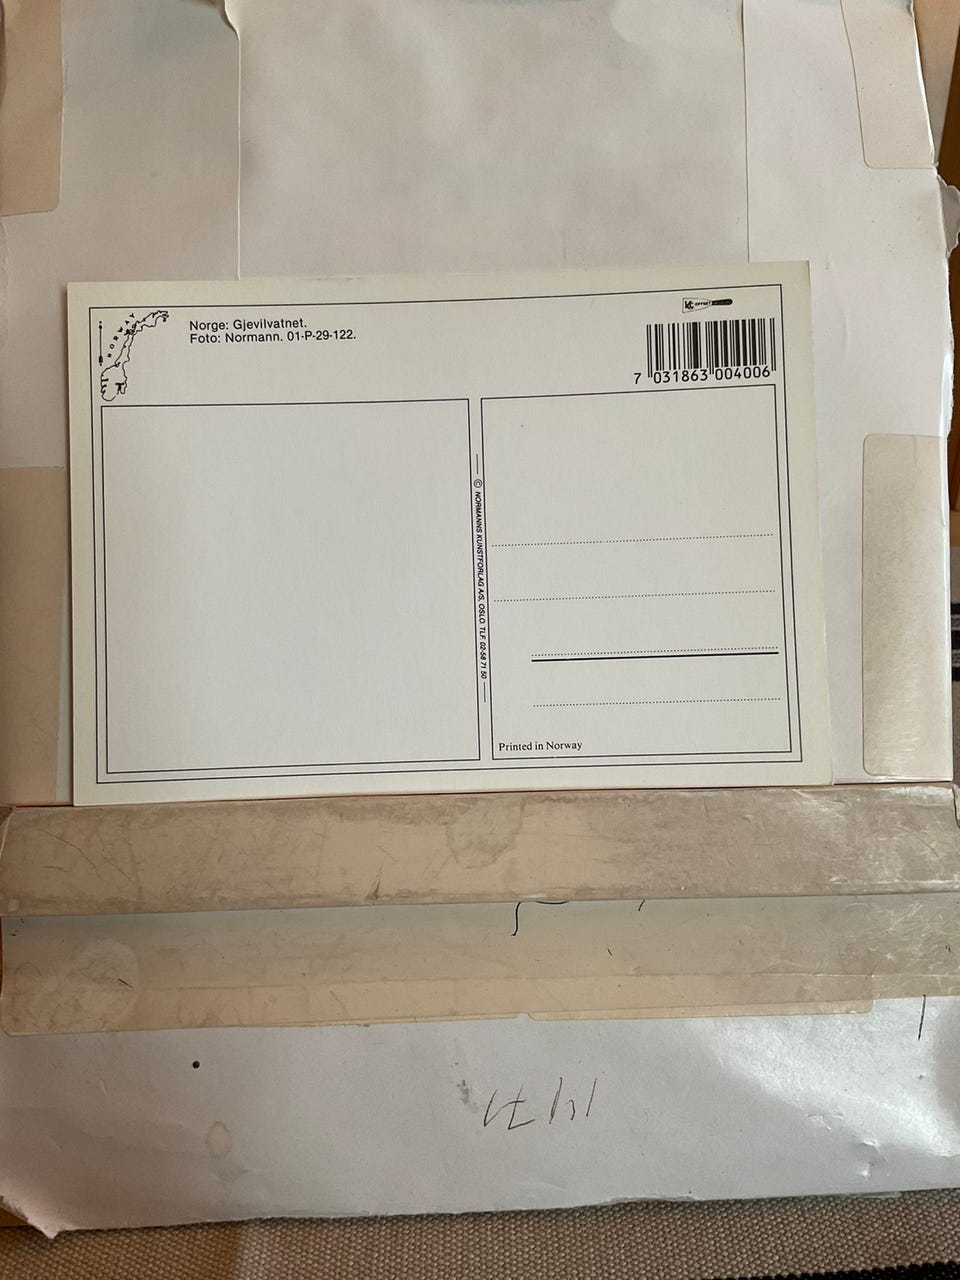 NORWAY
Norge: Gjevilvatnet.
Foto: Normann. 01-P-29-122.
OFFSET
7 031863 004006
© NORMANNS KUNSTFORLAG A/S, OSLO. TLF. 02-58 71 50
Printed in Norway